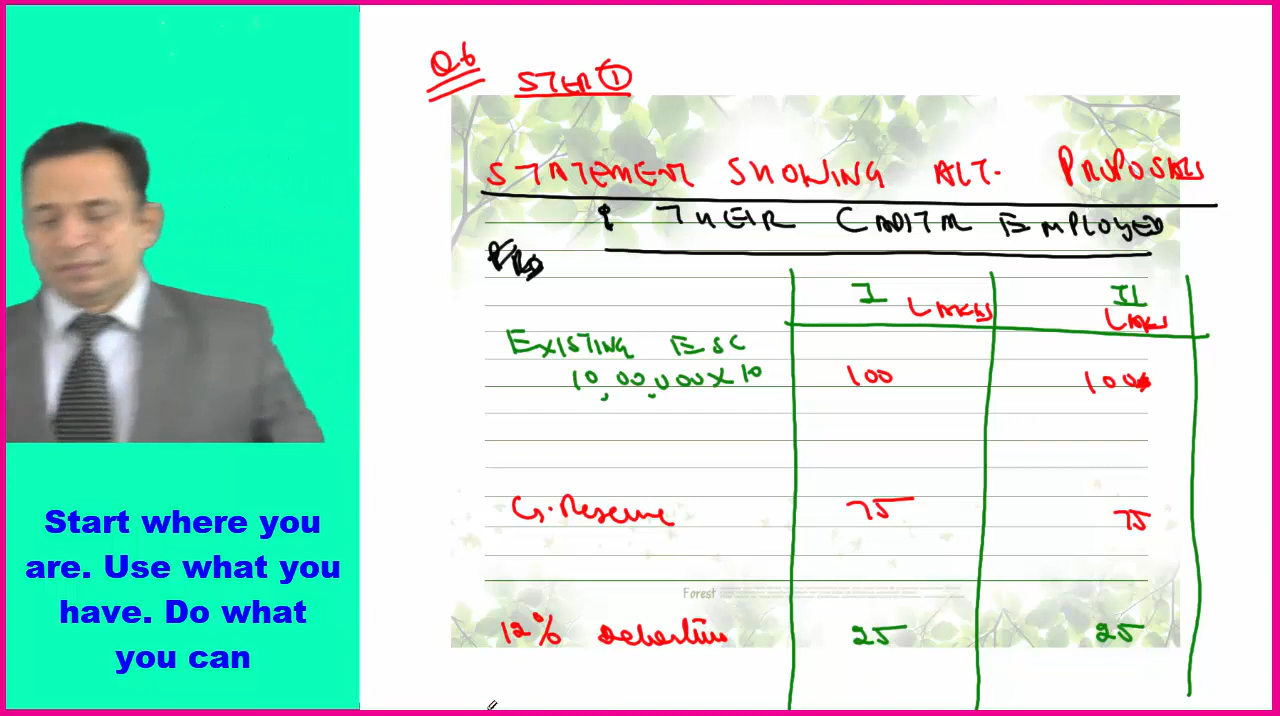 Q6
STEP ①
STATEMENT SHOWING ALT. PROPOSALS
& THEIR CAPITAL EMPLOYED
I II
LAKHS LAKHS
EXISTING ESC
10,00,000 x 10 100 100
G. Reserve 75 75
Forest
12% Debenture 25 25
Start where you
are. Use what you
have. Do what
you can